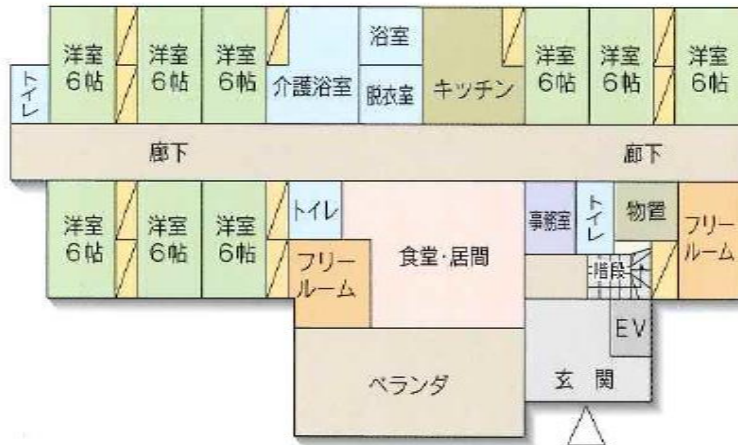 洋室
6帖
洋室
6帖
洋室
6帖
介護浴室
浴室
脱衣室
キッチン
洋室
6帖
洋室
6帖
洋室
6帖
トイレ
廊下
廊下
洋室
6帖
洋室
6帖
洋室
6帖
トイレ
フリー
ルーム
食堂・居間
事務室
トイレ
物置
フリー
ルーム
階段
EV
ベランダ
玄関